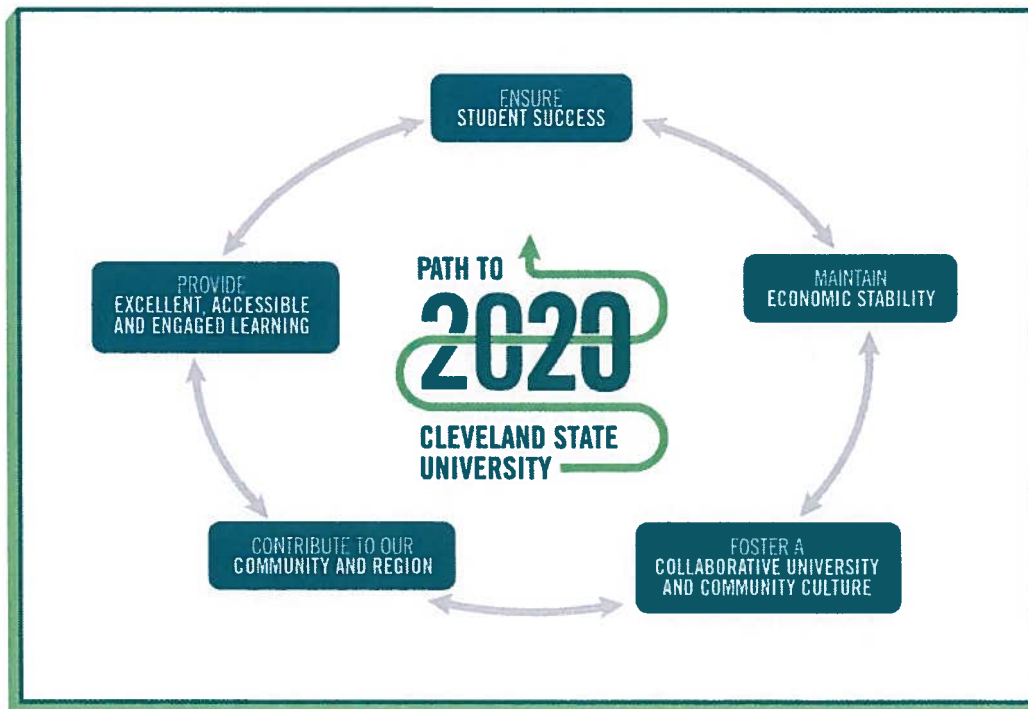 ENSURE
STUDENT SUCCESS
PROVIDE
EXCELLENT, ACCESSIBLE
AND ENGAGED LEARNING
PATH TO
2020
CLEVELAND STATE
UNIVERSITY
MAINTAIN
ECONOMIC STABILITY
CONTRIBUTE TO OUR
COMMUNITY AND REGION
FOSTER A
COLLABORATIVE UNIVERSITY
AND COMMUNITY CULTURE